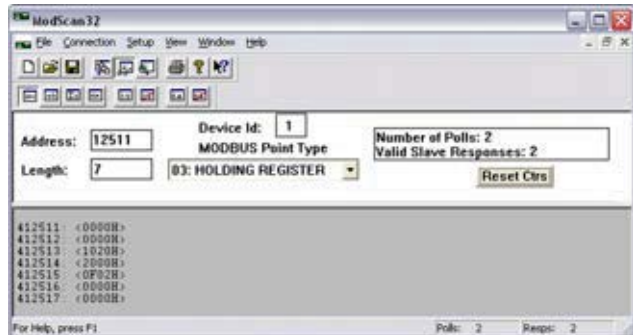 ModScan32
File Connection Setup View Window Help
Device Id: 1
Address: 12511
MODBUS Point Type
Number of Polls: 2
Valid Slave Responses: 2
Length: 7
03: HOLDING REGISTER
Reset Ctrs
412511: <0000H>
412512: <0000H>
412513: <1020H>
412514: <2000H>
412515: <0F02H>
412516: <0000H>
412517: <0000H>
For Help, press F1
Polls: 2
Resps: 2